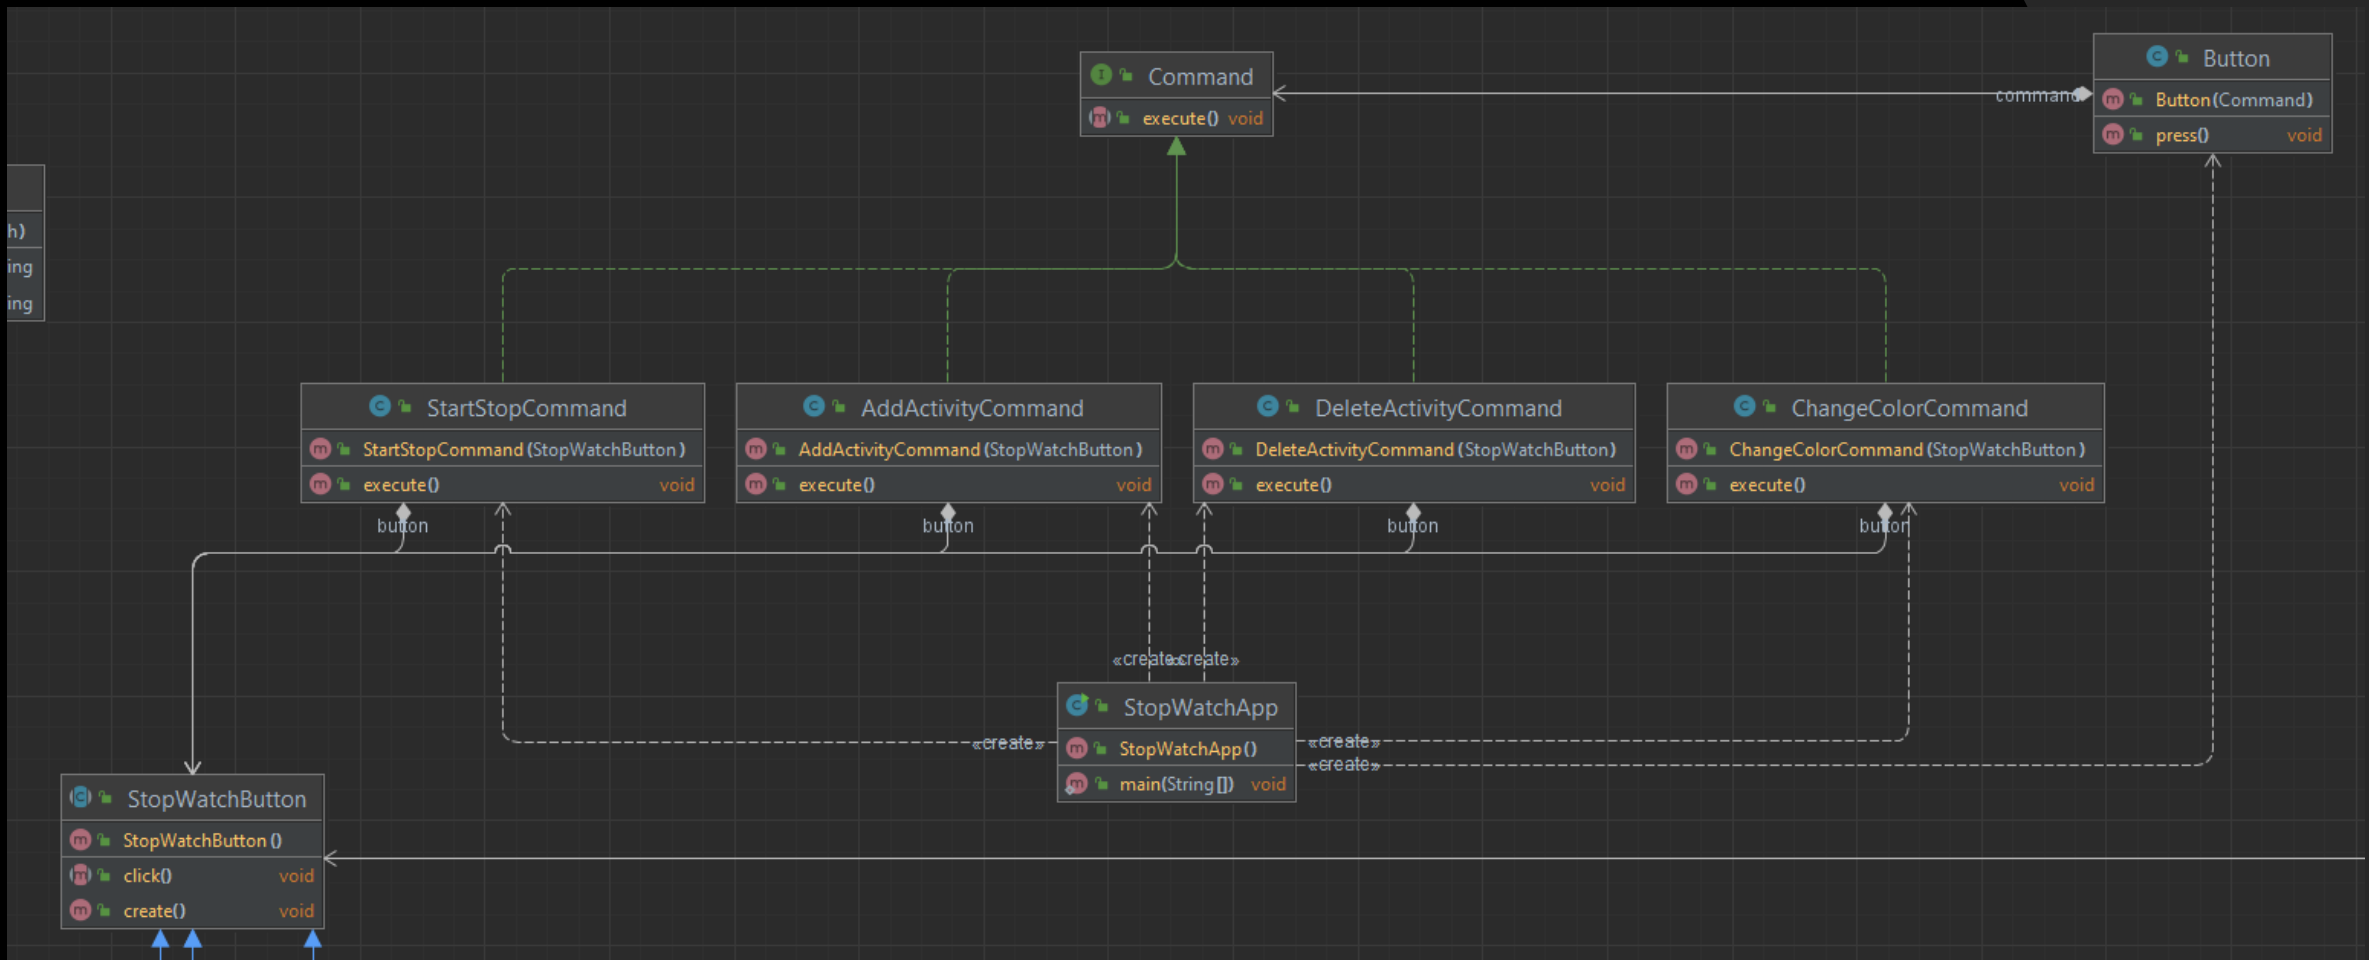 Command
execute() void
command
Button
Button(Command)
press() void
h)
ing
ing
StartStopCommand
StartStopCommand(StopWatchButton)
execute() void
button
AddActivityCommand
AddActivityCommand(StopWatchButton)
execute() void
button
DeleteActivityCommand
DeleteActivityCommand(StopWatchButton)
execute() void
button
ChangeColorCommand
ChangeColorCommand(StopWatchButton)
execute() void
button
«create»
«create»
«create»
StopWatchApp
StopWatchApp()
main(String[]) void
«create»
«create»
StopWatchButton
StopWatchButton()
click() void
create() void